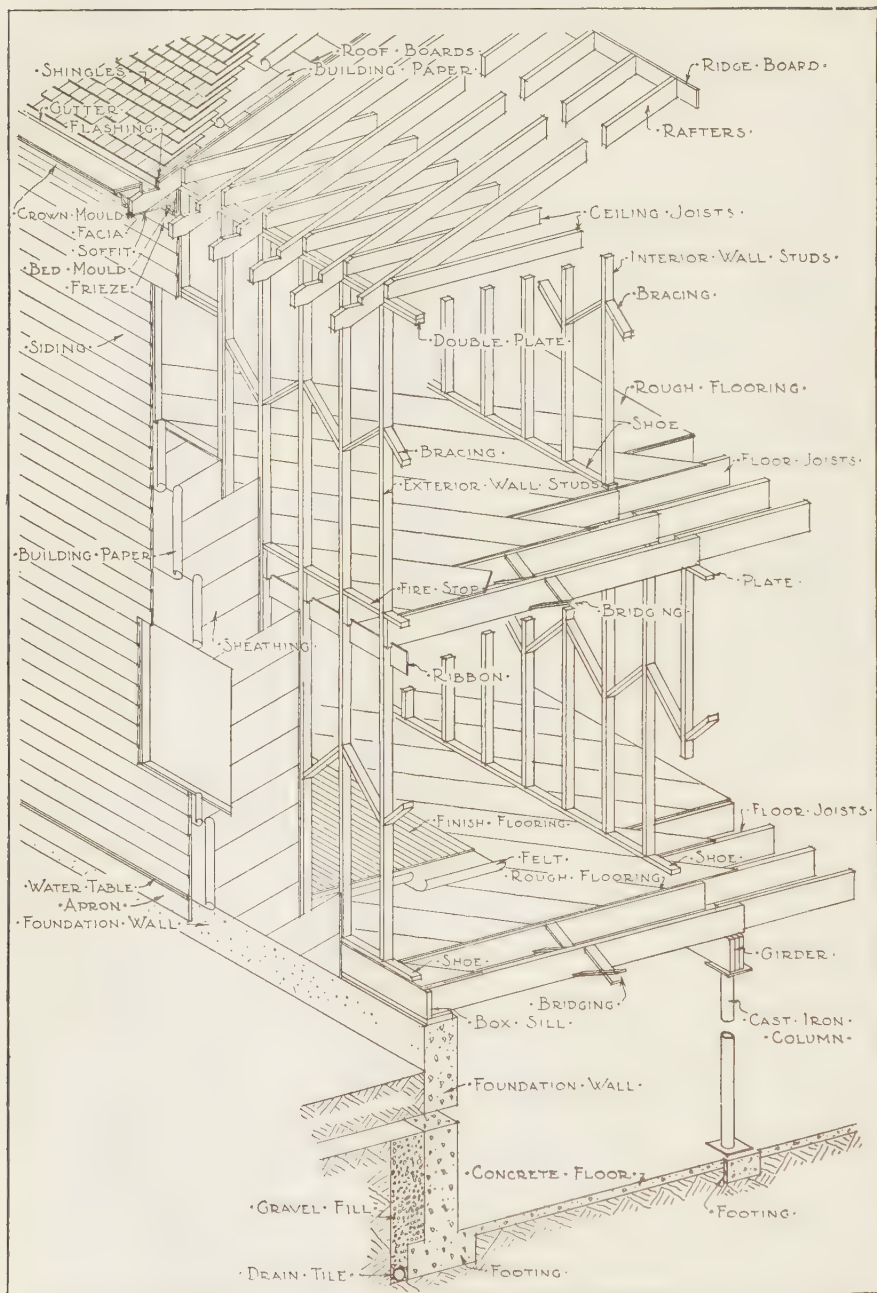 ·SHINGLES·
·ROOF·BOARDS·
·BUILDING·PAPER·
·RIDGE·BOARD·
·GUTTER·
·FLASHING·
·RAFTERS·
·CROWN·MOULD·
·FACIA·
·SOFFIT·
·BED·MOULD·
·FRIEZE·
·CEILING·JOISTS·
·INTERIOR·WALL·STUDS·
·BRACING·
·SIDING·
·DOUBLE·PLATE·
·ROUGH·FLOORING·
·SHOE·
·BRACING·
·FLOOR·JOISTS·
·EXTERIOR·WALL·STUDS·
·BUILDING·PAPER·
·FIRE·STOP·
·PLATE·
·BRIDGING·
·SHEATHING·
·RIBBON·
·FINISH·FLOORING·
·FLOOR·JOISTS·
·FELT·
·SHOE·
·ROUGH·FLOORING·
·WATER·TABLE·
·APRON·
·FOUNDATION·WALL·
·SHOE·
·GIRDER·
·BRIDGING·
·BOX·SILL·
·CAST·IRON·
·COLUMN·
·FOUNDATION·WALL·
·CONCRETE·FLOOR·
·GRAVEL·FILL·
·FOOTING·
·DRAIN·TILE·
·FOOTING·